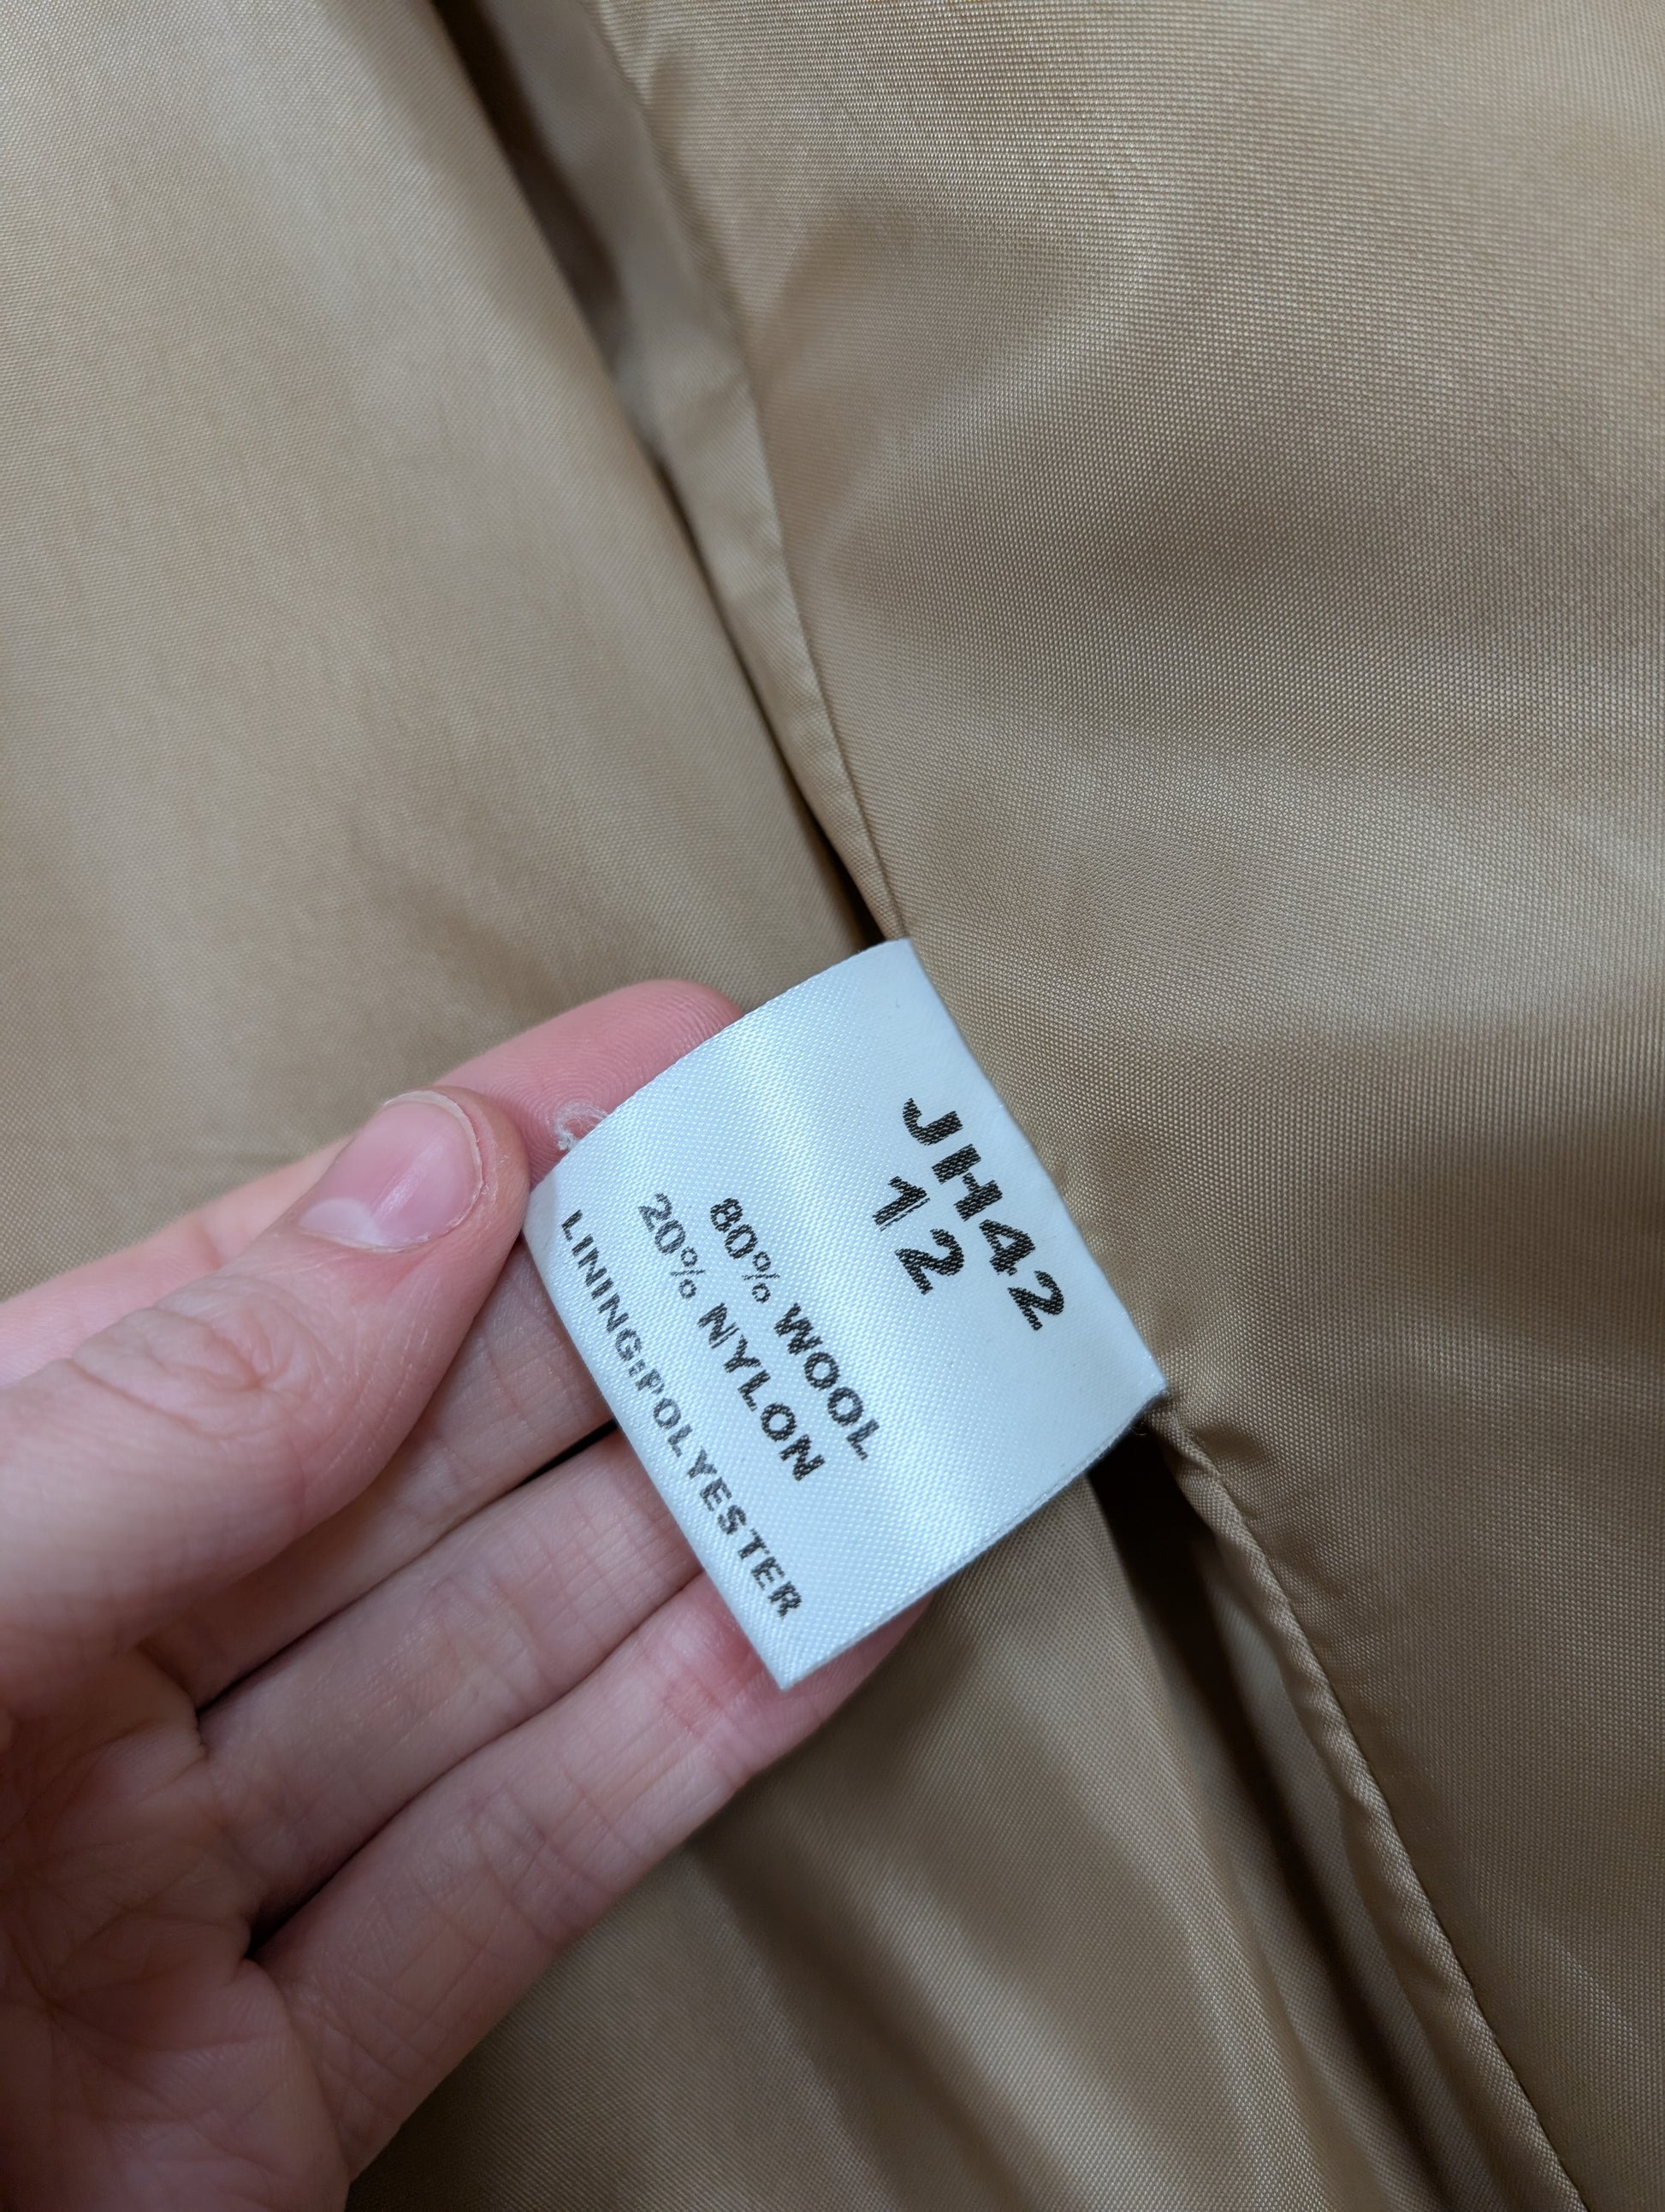 JH42
12
80% WOOL
20% NYLON
LINING:POLYESTER